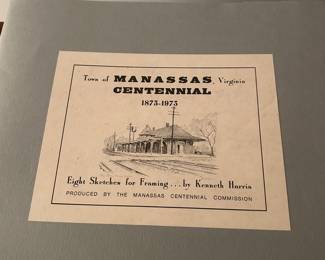 Town of MANASSAS, Virginia
CENTENNIAL
1873-1973
Eight Sketches for Framing . . . by Kenneth Harris
PRODUCED BY THE MANASSAS CENTENNIAL COMMISSION